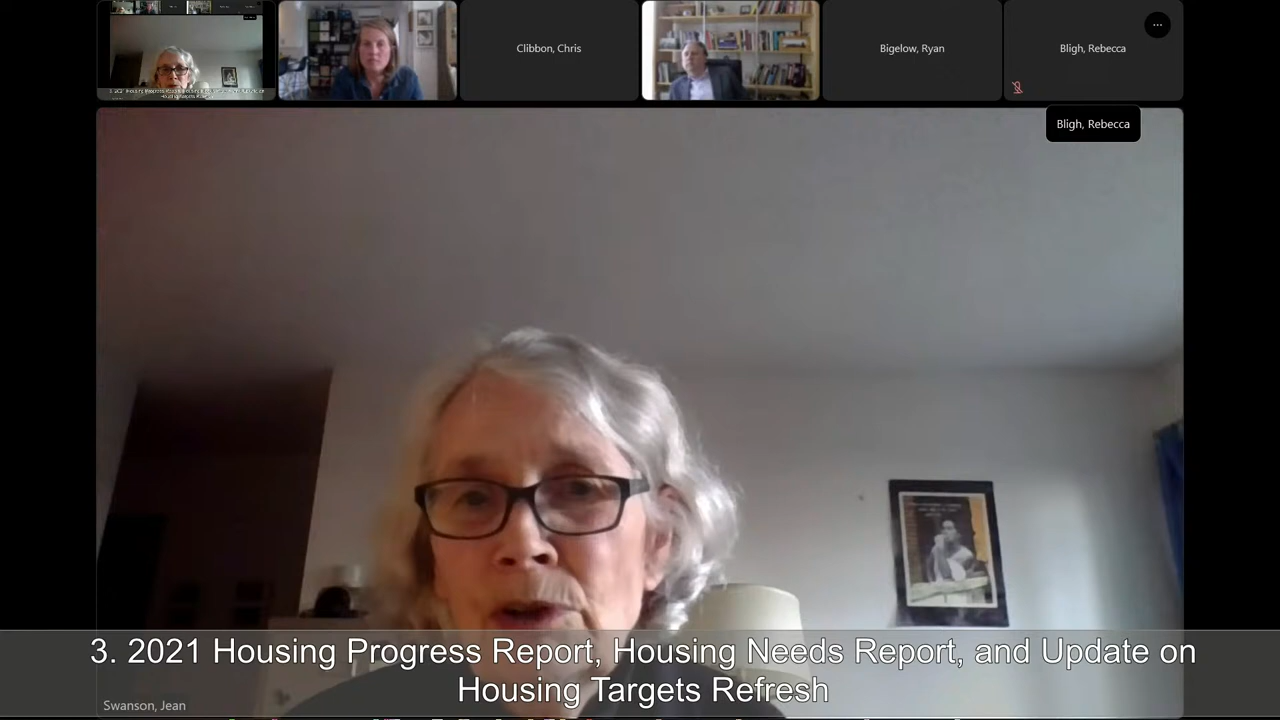 Clibbon, Chris
Bigelow, Ryan
Bligh, Rebecca
Bligh, Rebecca
3. 2021 Housing Progress Report, Housing Needs Report, and Update on
Housing Targets Refresh
Swanson, Jean